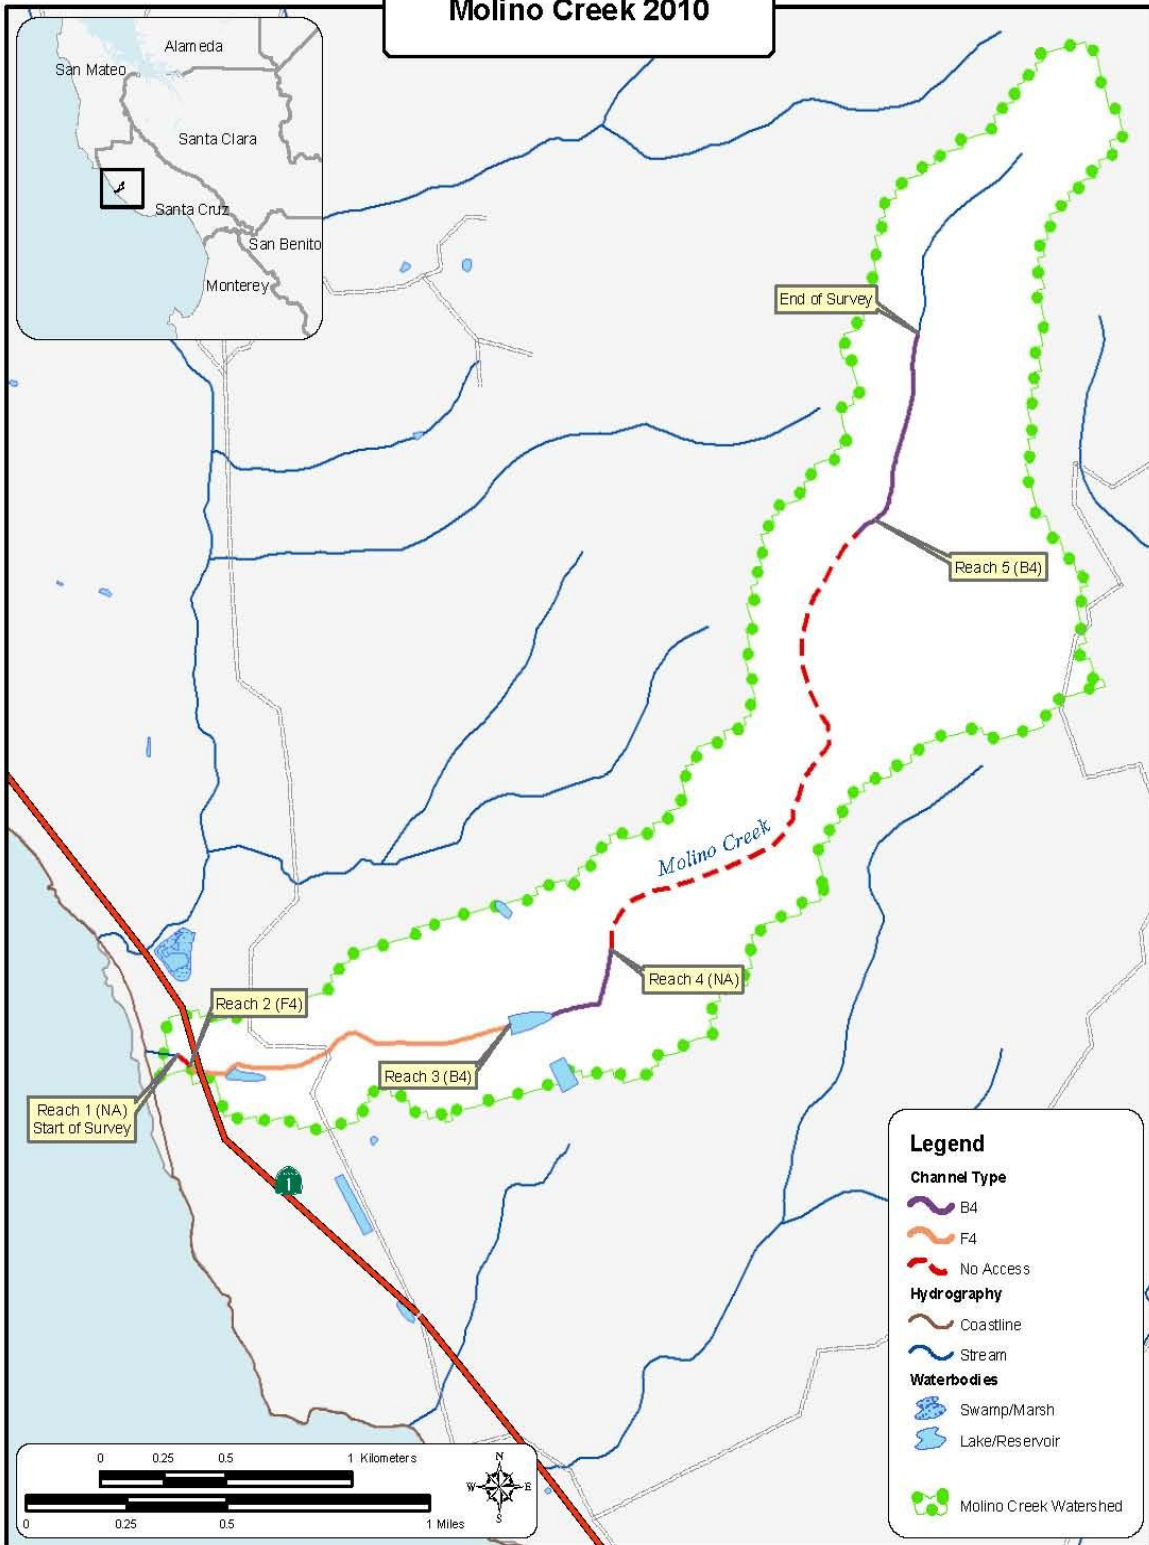 Molino Creek 2010
Alameda
San Mateo
Santa Clara
Santa Cruz
San Benito
Monterey
End of Survey
Reach 5 (B4)
Molino Creek
Reach 4 (NA)
Reach 2 (F4)
Reach 3 (B4)
Reach 1 (NA)
Start of Survey
1
Legend
Channel Type
B4
F4
No Access
Hydrography
Coastline
Stream
Waterbodies
Swamp/Marsh
Lake/Reservoir
Molino Creek Watershed
0 0.25 0.5 1 Kilometers
0 0.25 0.5 1 Miles
N
W E
S